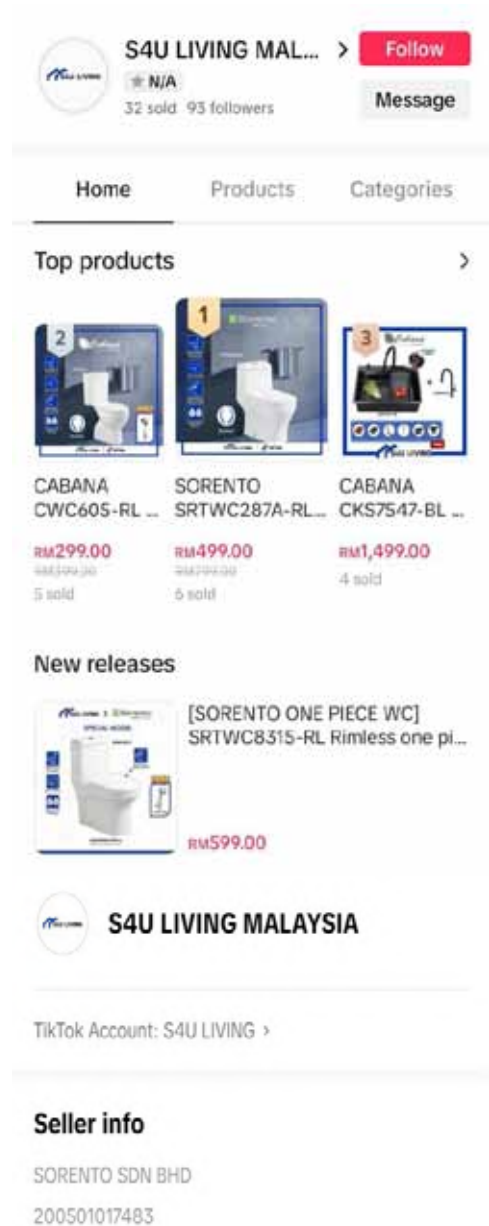 S4U LIVING MAL... >
Follow
N/A
32 sold 93 followers
Message
Home Products Categories
Top products >
2
1
3
CABANA
CWC605-RL ...
RM299.00
5 sold
SORENTO
SRTWC287A-RL...
RM499.00
6 sold
CABANA
CKS7547-BL ...
RM1,499.00
4 sold
New releases
[SORENTO ONE PIECE WC]
SRTWC8315-RL Rimless one pi...
RM599.00
S4U LIVING MALAYSIA
TikTok Account: S4U LIVING >
Seller info
SORENTO SDN BHD
200501017483